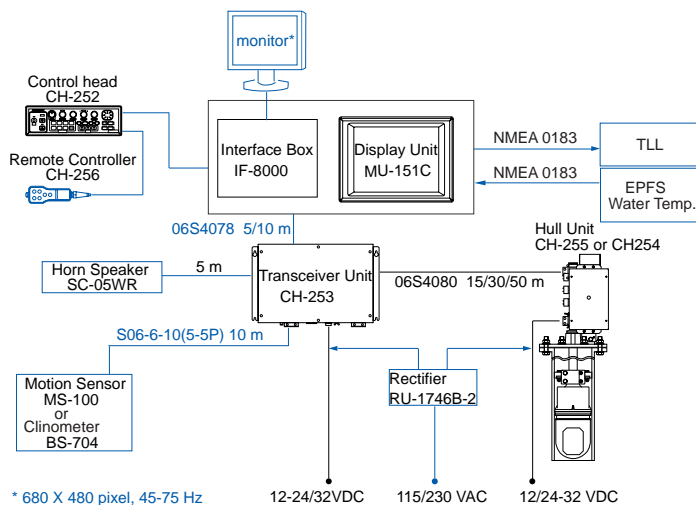 monitor*
Control head
CH-252
Interface Box
IF-8000
Display Unit
MU-151C
NMEA 0183
TLL
NMEA 0183
EPFS
Water Temp.
Remote Controller
CH-256
06S4078 5/10 m
Hull Unit
CH-255 or CH254
Horn Speaker
SC-05WR
5 m
Transceiver Unit
CH-253
06S4080 15/30/50 m
S06-6-10(5-5P) 10 m
Motion Sensor
MS-100
or
Clinometer
BS-704
Rectifier
RU-1746B-2
* 680 X 480 pixel, 45-75 Hz
12-24/32VDC
115/230 VAC
12/24-32 VDC